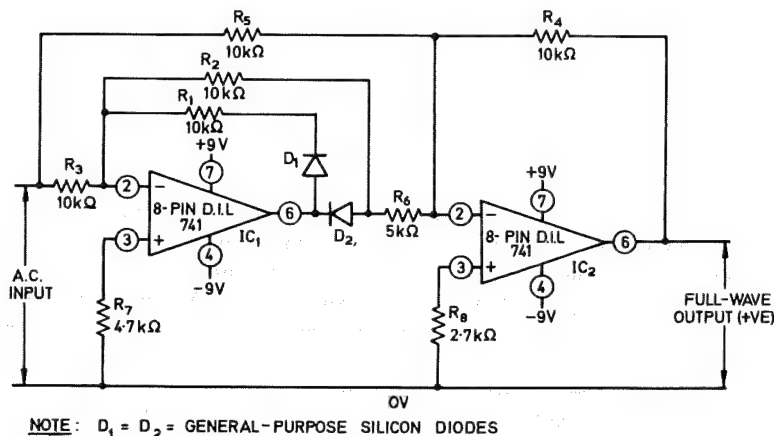 R5
10kΩ
R4
10kΩ
R2
10kΩ
R1
10kΩ
+9V
7
D1
R3
10kΩ
2
−
8-PIN D.I.L
741
6
IC1
3
+
4
−9V
D2,
R6
5kΩ
+9V
7
2
−
8-PIN D.I.L
741
6
IC2
3
+
4
−9V
A.C.
INPUT
R7
4.7kΩ
R8
2.7kΩ
FULL-WAVE
OUTPUT (+VE)
0V
NOTE: D1 = D2 = GENERAL-PURPOSE SILICON DIODES